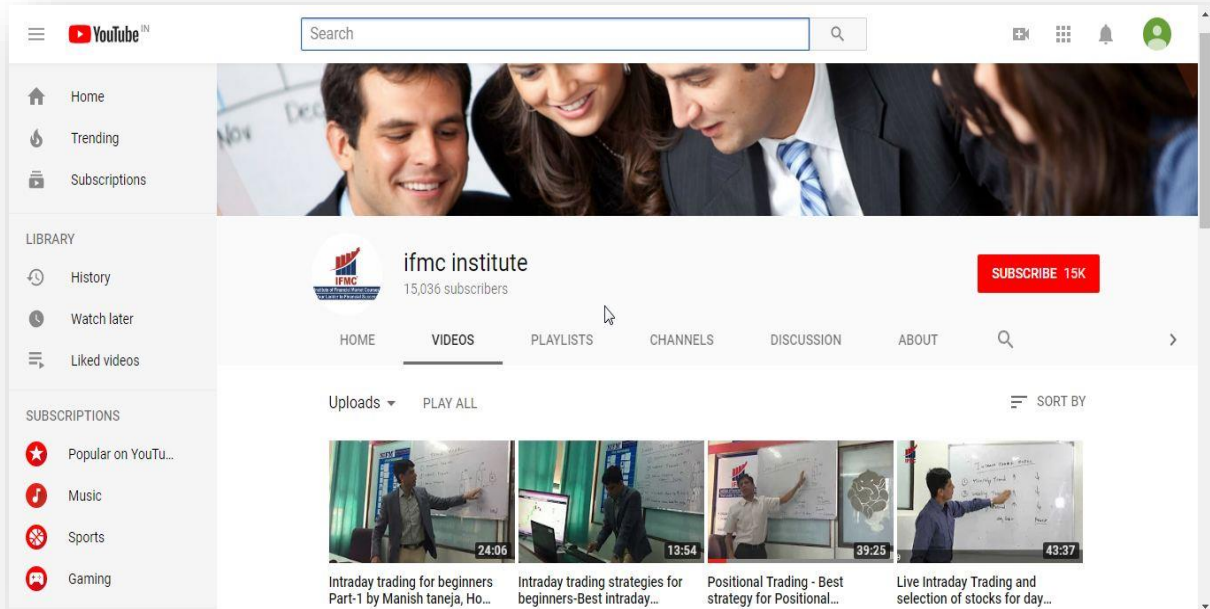 YouTube IN
Search
Home
Trending
Subscriptions
LIBRARY
History
Watch later
Liked videos
SUBSCRIPTIONS
Popular on YouTu...
Music
Sports
Gaming
Nov
Dec
IFMC
ifmc institute
15,036 subscribers
SUBSCRIBE 15K
HOME VIDEOS PLAYLISTS CHANNELS DISCUSSION ABOUT
Uploads PLAY ALL
SORT BY
24:06
Intraday trading for beginners
Part-1 by Manish taneja, Ho...
13:54
Intraday trading strategies for
beginners-Best intraday...
39:25
Positional Trading - Best
strategy for Positional...
43:37
Live Intraday Trading and
selection of stocks for day...